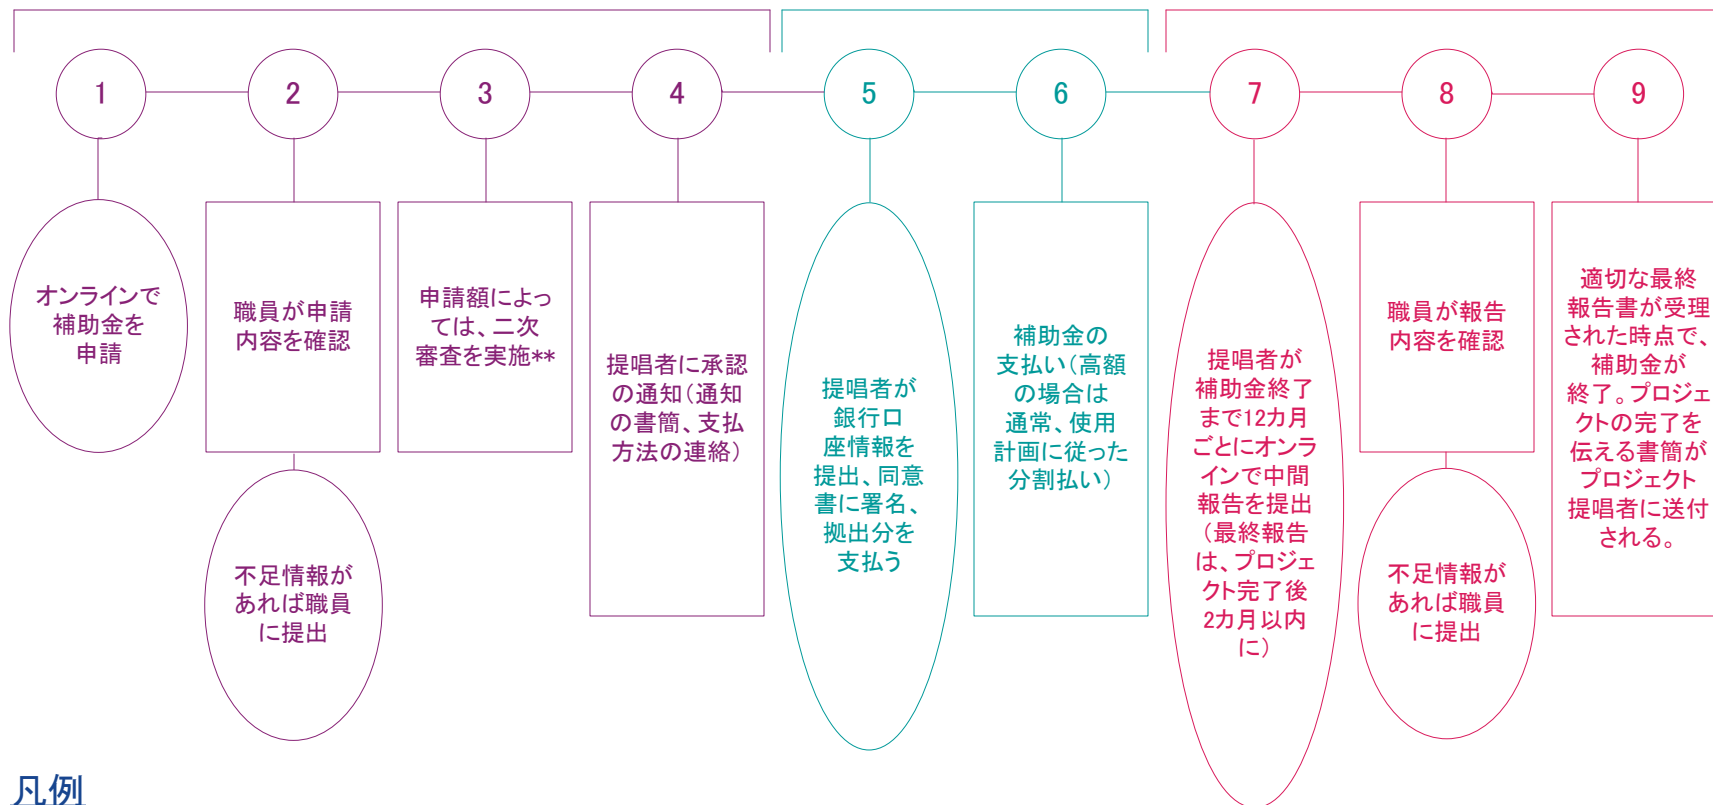 1
2
3
4
5
6
7
8
9
オンラインで
補助金を
申請
職員が申請
内容を確認
不足情報が
あれば職員
に提出
申請額によっ
ては、二次
審査を実施**
提唱者に承認
の通知（通知
の書簡、支払
方法の連絡）
提唱者が
銀行口
座情報を
提出、同意
書に署名、
拠出分を
支払う
補助金の
支払い（高額
の場合は
通常、使用
計画に従った
分割払い）
提唱者が
補助金終了
まで12カ月
ごとにオンラ
インで中間
報告を提出
（最終報告
は、プロジェ
クト完了後
2カ月以内
に）
職員が報告
内容を確認
不足情報が
あれば職員
に提出
適切な最終
報告書が受理
された時点で、
補助金が
終了。プロジェ
クトの完了を
伝える書簡が
プロジェクト
提唱者に送付
される。
凡例